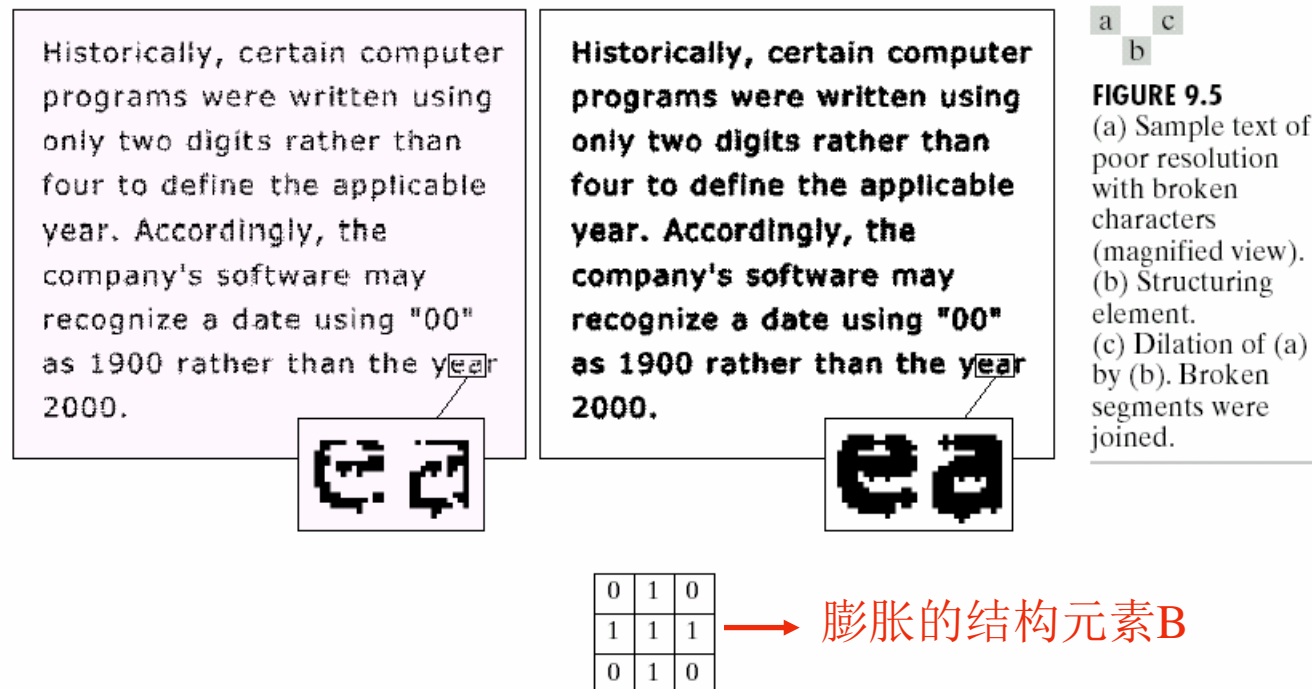 Historically, certain computer
programs were written using
only two digits rather than
four to define the applicable
year. Accordingly, the
company's software may
recognize a date using "00"
as 1900 rather than the year
2000.
e a
Historically, certain computer
programs were written using
only two digits rather than
four to define the applicable
year. Accordingly, the
company's software may
recognize a date using "00"
as 1900 rather than the year
2000.
e a
a c
b
FIGURE 9.5
(a) Sample text of
poor resolution
with broken
characters
(magnified view).
(b) Structuring
element.
(c) Dilation of (a)
by (b). Broken
segments were
joined.
0 1 0
1 1 1
0 1 0
膨胀的结构元素B